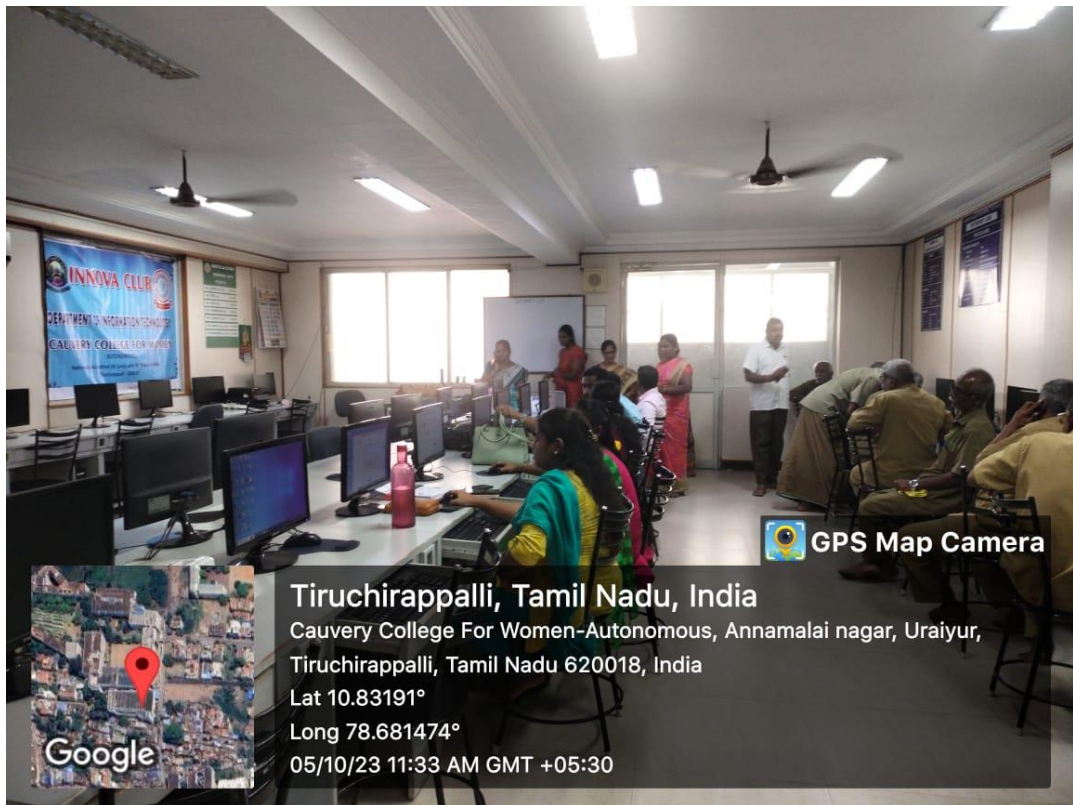 INNOVA CLUB
DEPARTMENT OF INFORMATION TECHNOLOGY
CAUVERY COLLEGE FOR WOMEN
GPS Map Camera
Tiruchirappalli, Tamil Nadu, India
Cauvery College For Women-Autonomous, Annamalai nagar, Uraiyur,
Tiruchirappalli, Tamil Nadu 620018, India
Lat 10.83191°
Long 78.681474°
05/10/23 11:33 AM GMT +05:30
Google